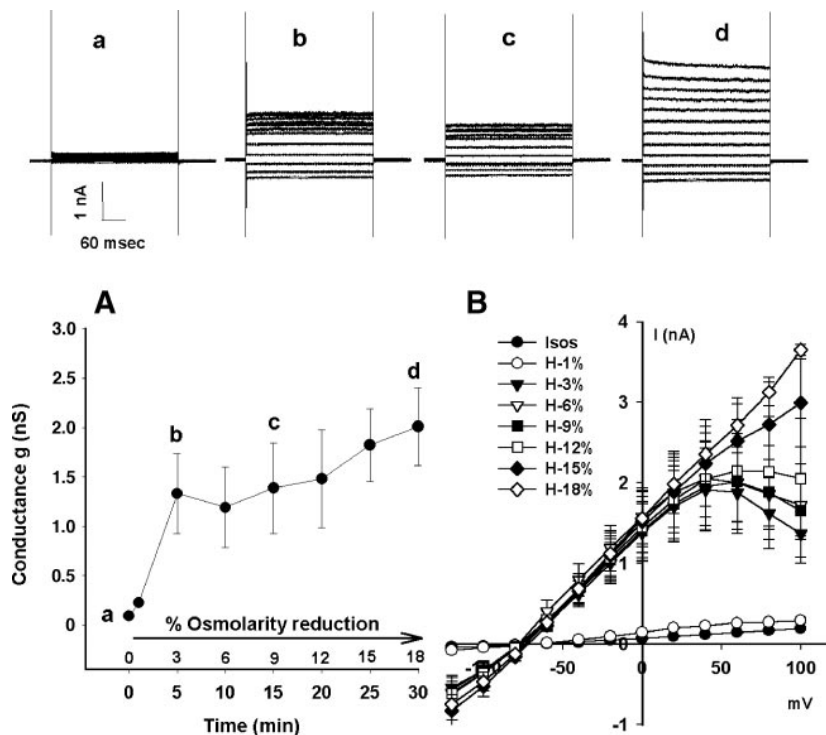 a
b
c
d
1 nA
60 msec
A
3.0
2.5
2.0
1.5
1.0
0.5
0
Conductance g (nS)
a
b
c
d
% Osmolarity reduction
0 3 6 9 12 15 18
0 5 10 15 20 25 30
Time (min)
B
Isos
H-1%
H-3%
H-6%
H-9%
H-12%
H-15%
H-18%
I (nA)
4
3
2
1
0
-1
-50 0 50 100
mV